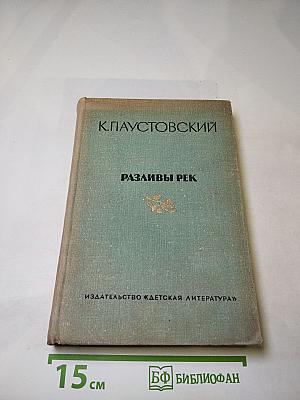 К. ПАУСТОВСКИЙ
РАЗЛИВЫ РЕК
ИЗДАТЕЛЬСТВО «ДЕТСКАЯ ЛИТЕРАТУРА»
15 см
БФ БИБЛИОФАН